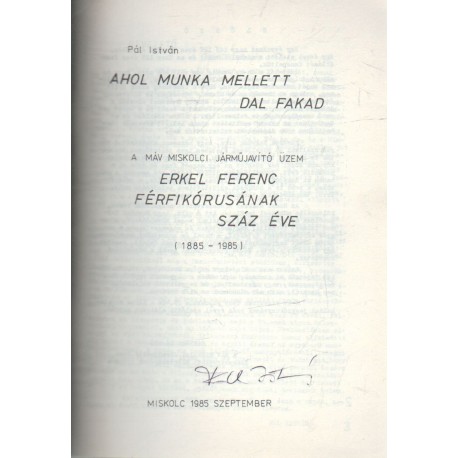 Pál István
AHOL MUNKA MELLETT
DAL FAKAD
A MÁV MISKOLCI JÁRMŰJAVÍTÓ ÜZEM
ERKEL FERENC
FÉRFIKÓRUSÁNAK
SZÁZ ÉVE
(1885 - 1985)
MISKOLC 1985 SZEPTEMBER